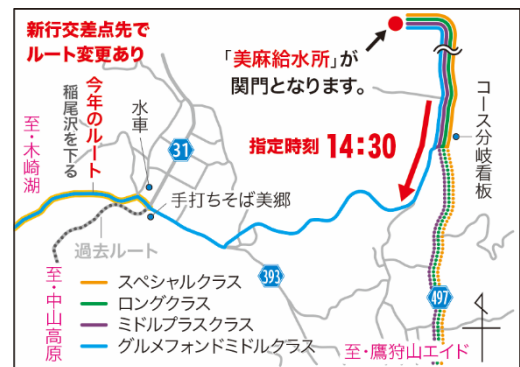 新行交差点先で
ルート変更あり
「美麻給水所」が
関門となります。
指定時刻 14:30
コース分岐看板
今年のルート
稲尾沢を下る
水車
31
至・木崎湖
手打ちそば美郷
過去ルート
393
497
至・中山高原
スペシャルクラス
ロングクラス
ミドルプラスクラス
グルメフォンドミドルクラス
至・鷹狩山エイド